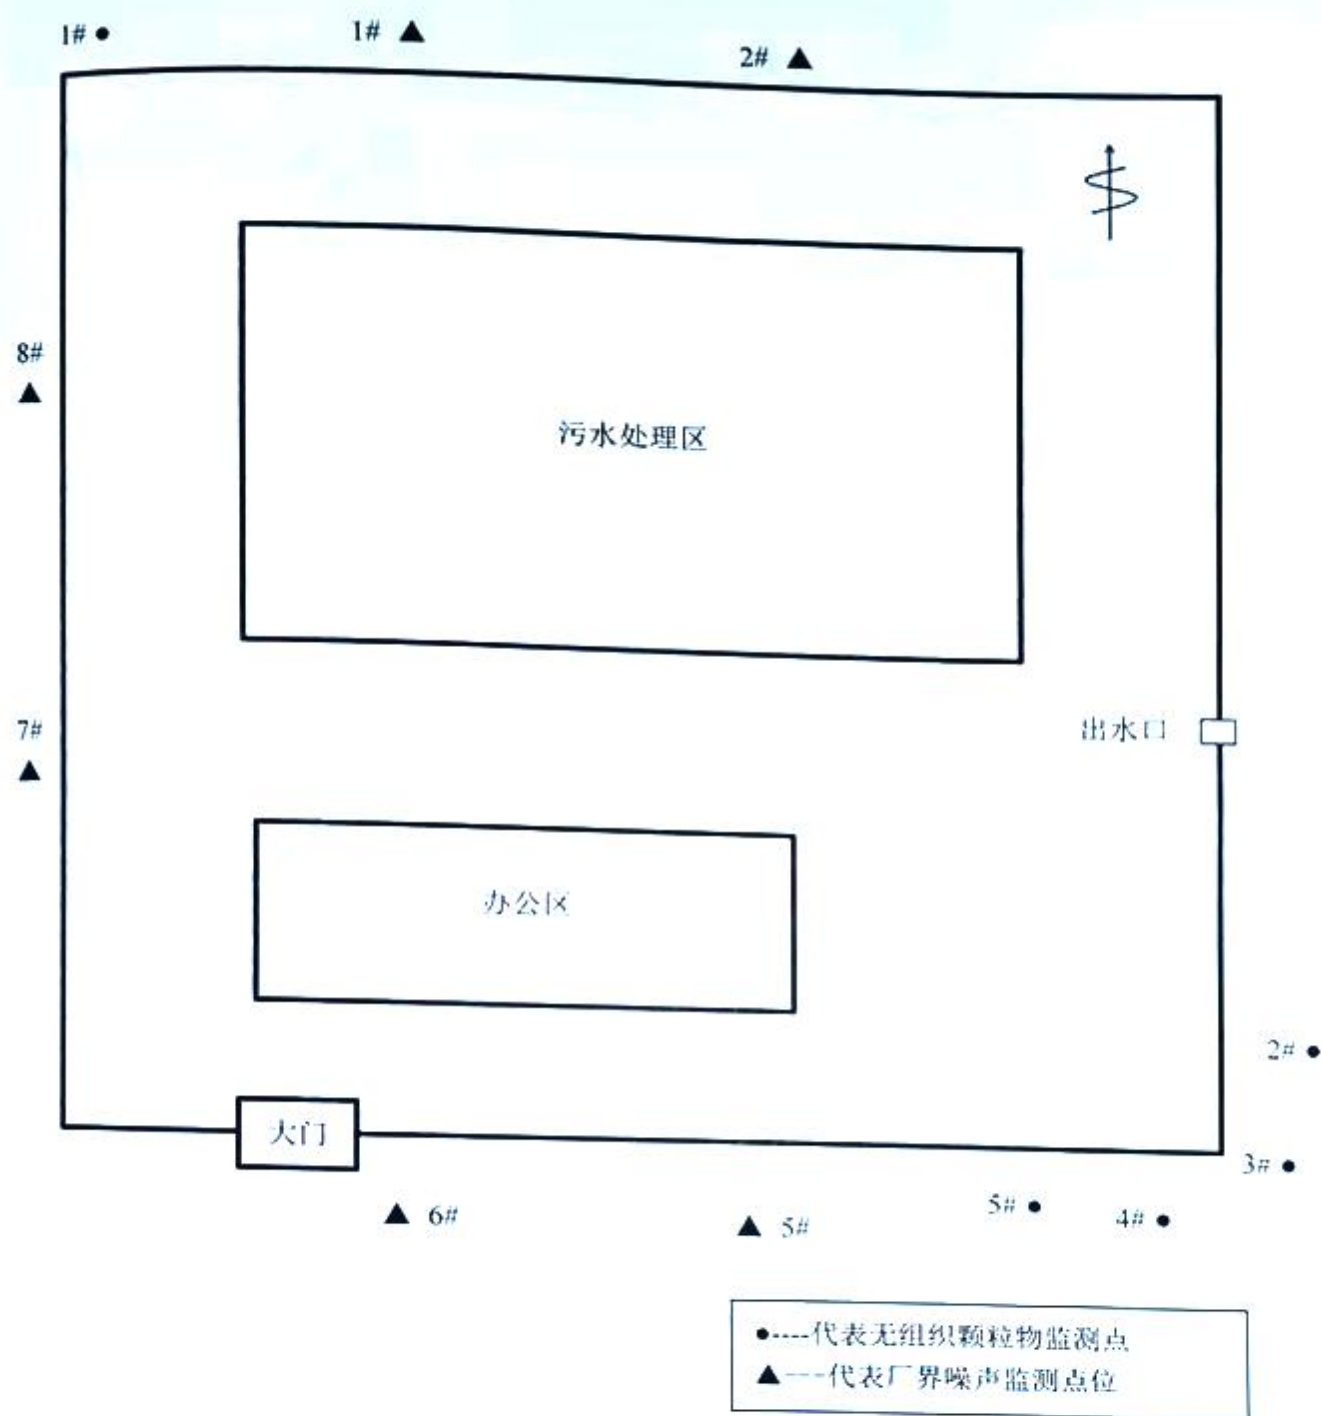 1# ●
1# ▲
2# ▲
8#
▲
污水处理区
7#
▲
出水口
办公区
2# ●
大门
3# ●
▲ 6#
▲ 5#
5# ●
4# ●
●----代表无组织颗粒物监测点
▲---代表厂界噪声监测点位